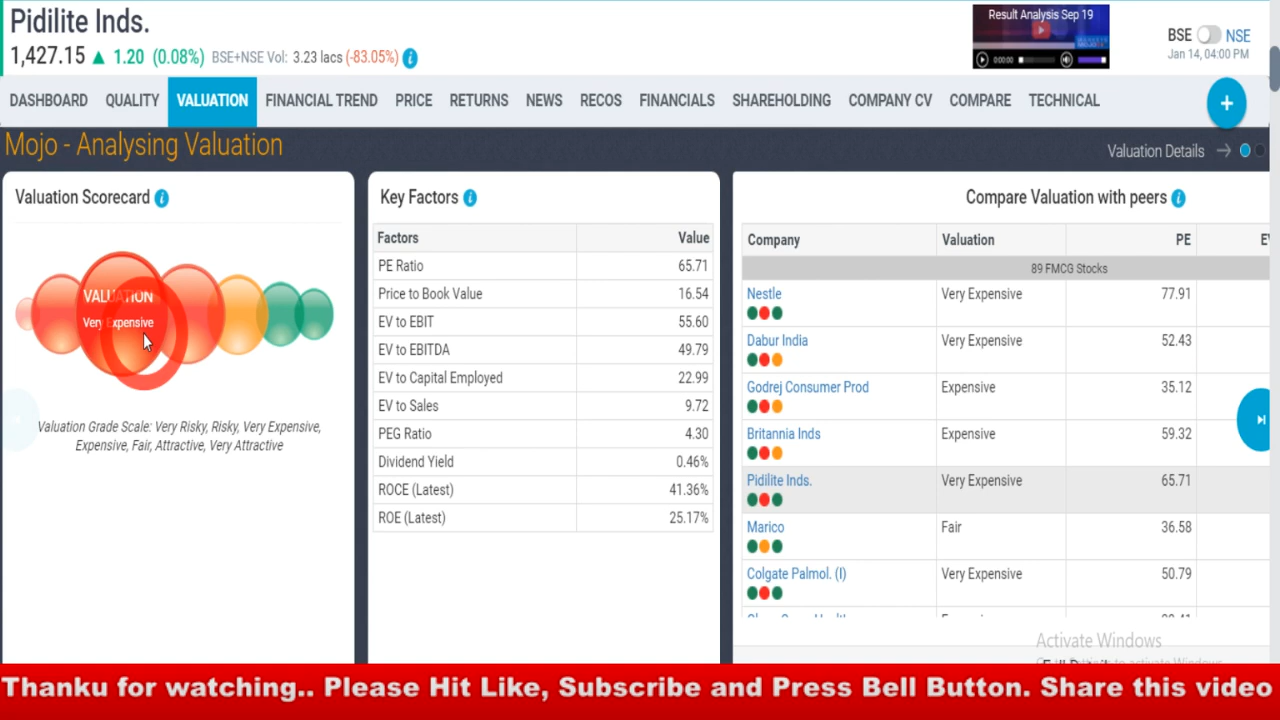 Pidilite Inds.
1,427.15 ▲ 1.20 (0.08%) BSE+NSE Vol: 3.23 lacs (-83.05%)
Result Analysis Sep 19
0:00:00
BSE NSE
Jan 14, 04:00 PM
DASHBOARD QUALITY VALUATION FINANCIAL TREND PRICE RETURNS NEWS RECOS FINANCIALS SHAREHOLDING COMPANY CV COMPARE TECHNICAL
Mojo - Analysing Valuation
Valuation Details
Valuation Scorecard
VALUATION
Very Expensive
Valuation Grade Scale: Very Risky, Risky, Very Expensive,
Expensive, Fair, Attractive, Very Attractive
Key Factors
Factors Value
PE Ratio 65.71
Price to Book Value 16.54
EV to EBIT 55.60
EV to EBITDA 49.79
EV to Capital Employed 22.99
EV to Sales 9.72
PEG Ratio 4.30
Dividend Yield 0.46%
ROCE (Latest) 41.36%
ROE (Latest) 25.17%
Compare Valuation with peers
Company Valuation PE
89 FMCG Stocks
Nestle Very Expensive 77.91
Dabur India Very Expensive 52.43
Godrej Consumer Prod Expensive 35.12
Britannia Inds Expensive 59.32
Pidilite Inds. Very Expensive 65.71
Marico Fair 36.58
Colgate Palmol. (I) Very Expensive 50.79
Activate Windows
Thanku for watching.. Please Hit Like, Subscribe and Press Bell Button. Share this video